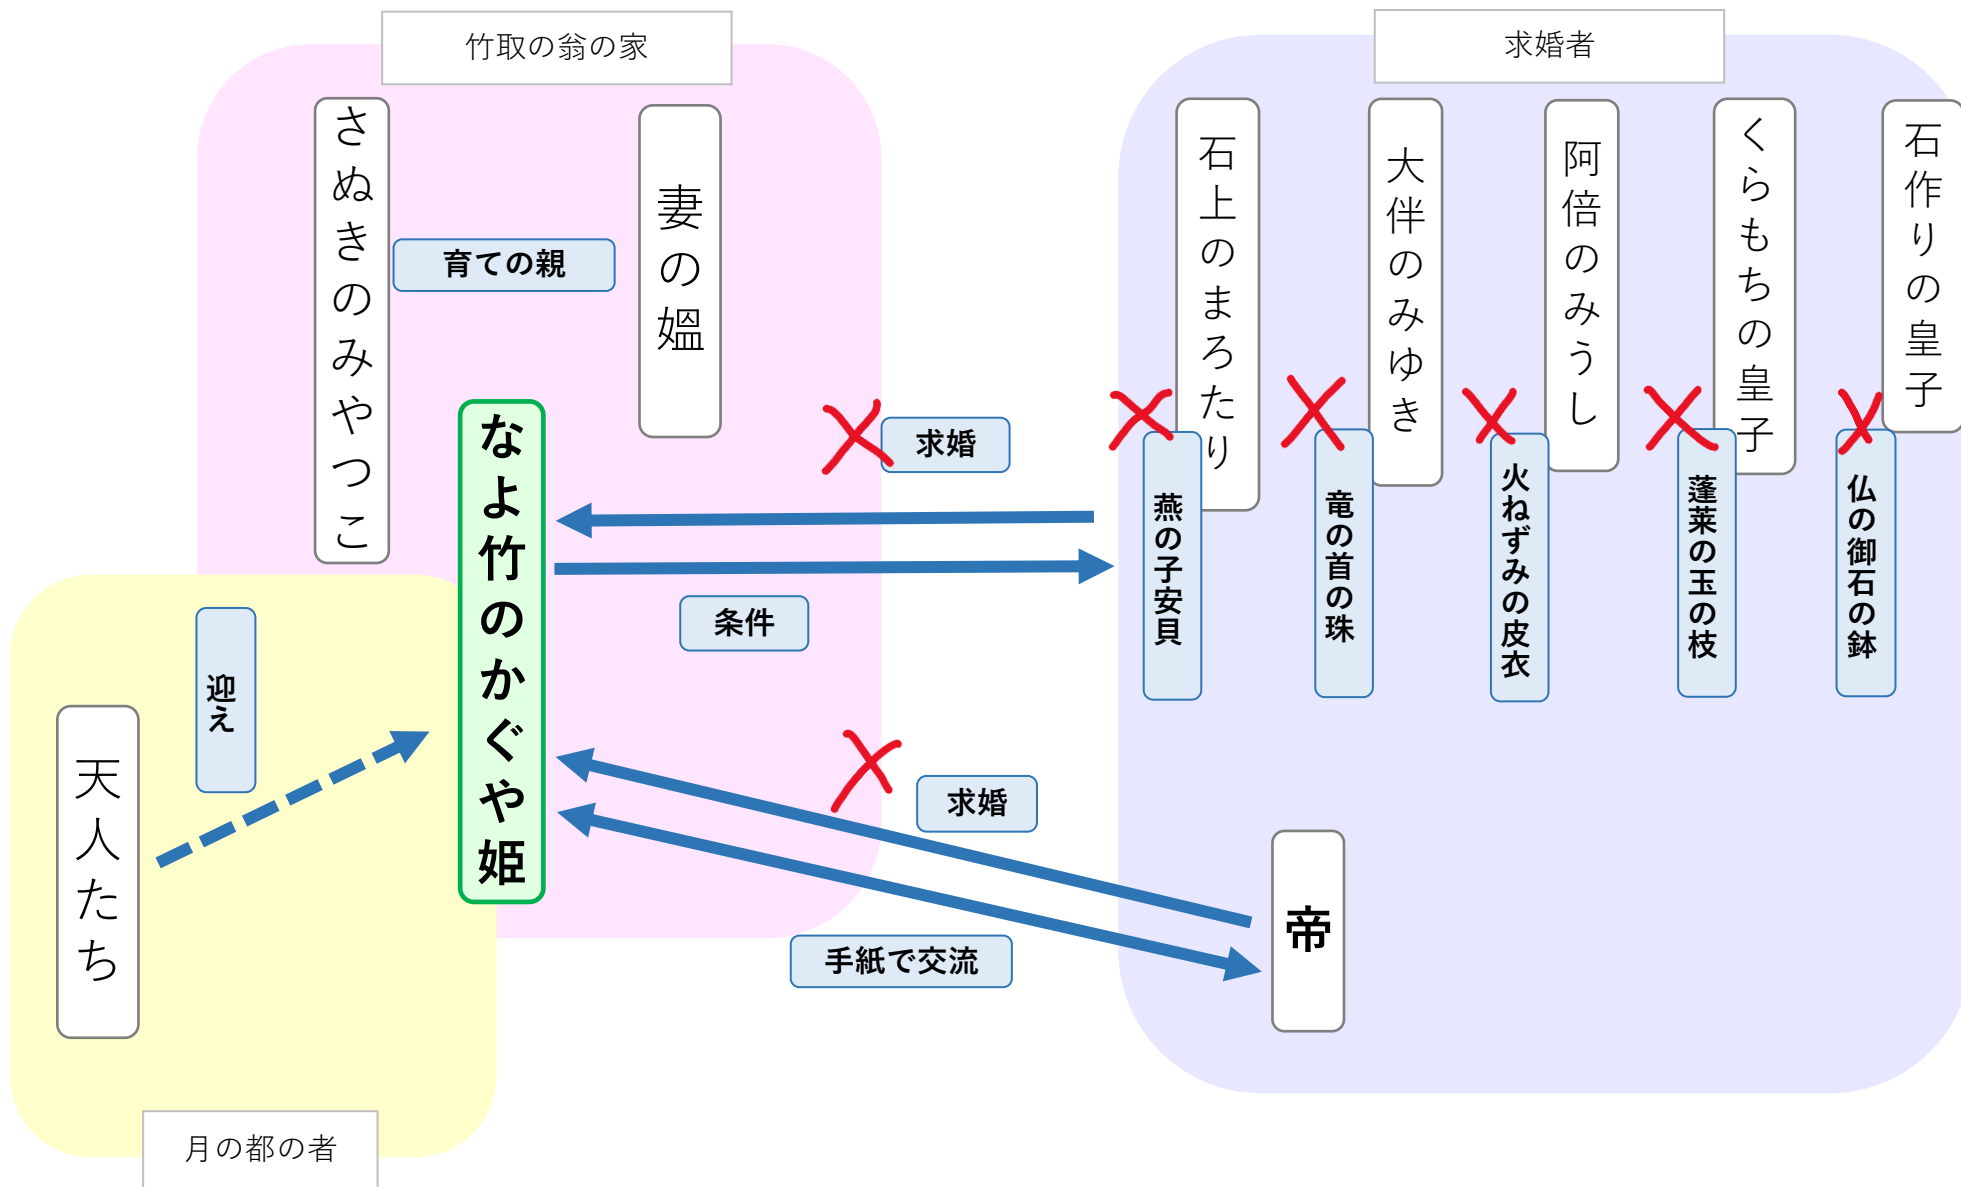 竹取の翁の家
さぬきのみやつこ
育ての親
妻の媼
なよ竹のかぐや姫
求婚
条件
求婚
手紙で交流
求婚者
石作りの皇子
仏の御石の鉢
くらもちの皇子
蓬莱の玉の枝
阿倍のみうし
火ねずみの皮衣
大伴のみゆき
竜の首の珠
石上のまろたり
燕の子安貝
帝
迎え
天人たち
月の都の者